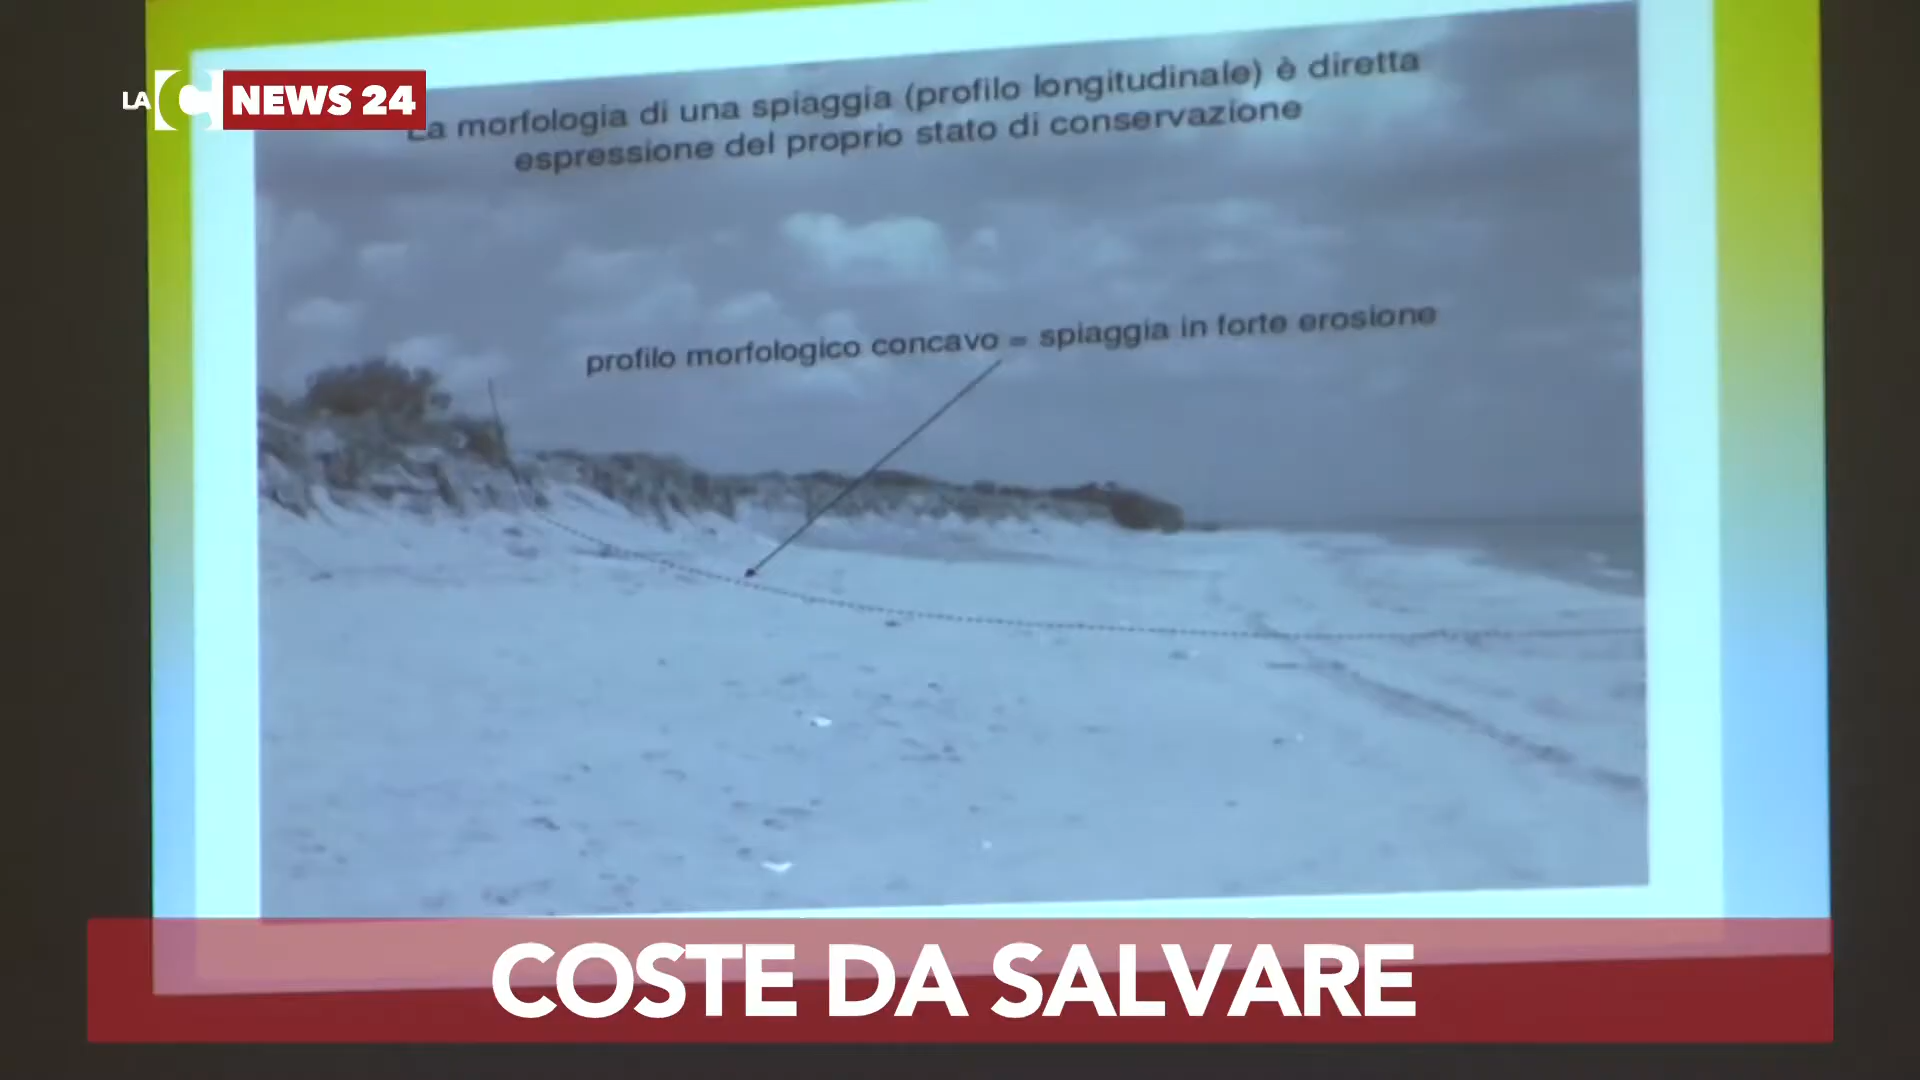 LA C NEWS 24
La morfologia di una spiaggia (profilo longitudinale) è diretta
espressione del proprio stato di conservazione
profilo morfologico concavo = spiaggia in forte erosione
COSTE DA SALVARE